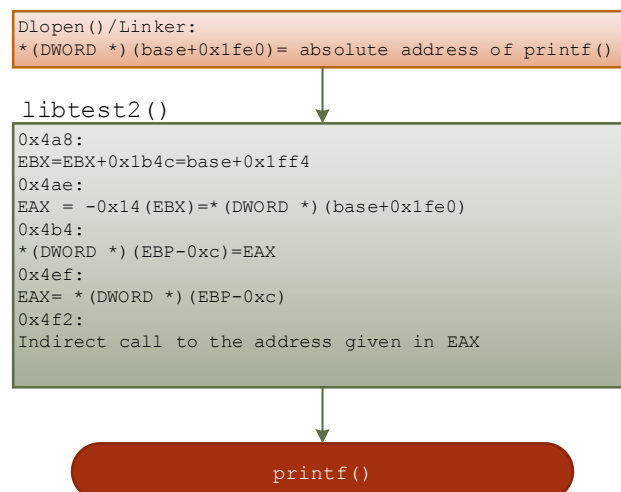 Dlopen()/Linker:
*(DWORD *)(base+0x1fe0)= absolute address of printf()
libtest2()
0x4a8:
EBX=EBX+0x1b4c=base+0x1ff4
0x4ae:
EAX = -0x14(EBX)=*(DWORD *)(base+0x1fe0)
0x4b4:
*(DWORD *)(EBP-0xc)=EAX
0x4ef:
EAX= *(DWORD *)(EBP-0xc)
0x4f2:
Indirect call to the address given in EAX
printf()